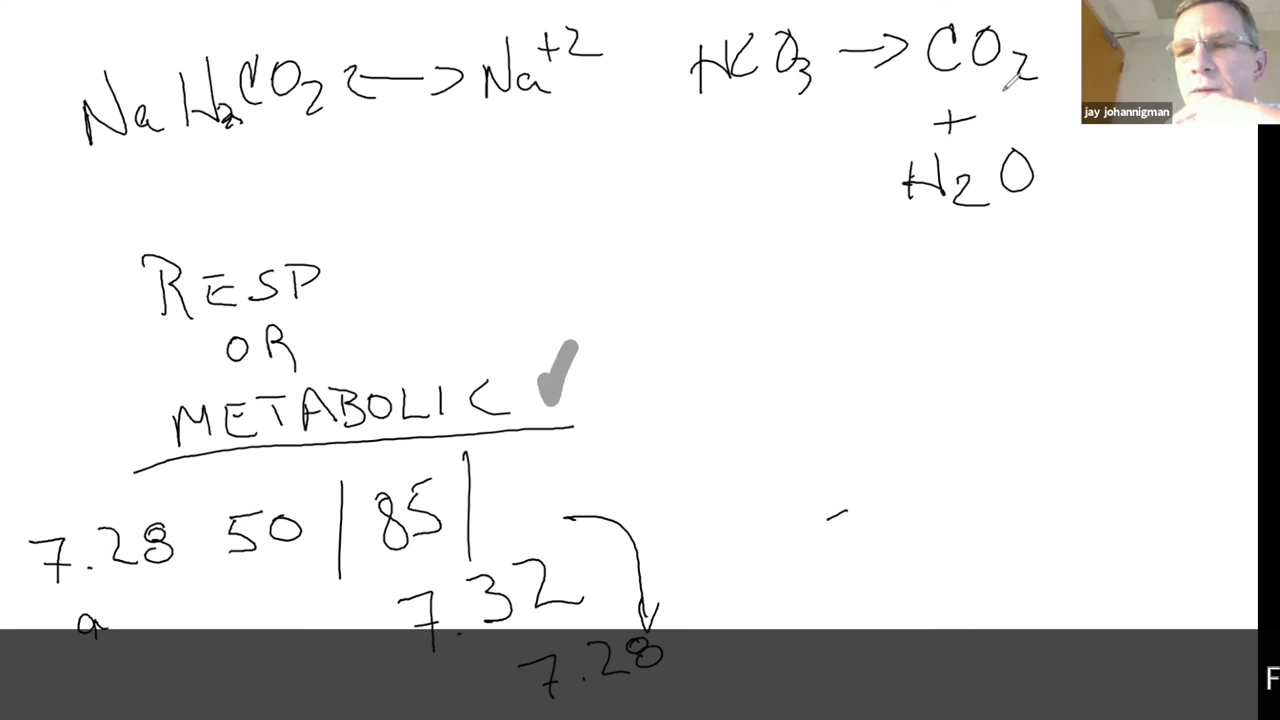 NaH₂CO₂ <-> Na⁺² HCO₃ -> CO₂
+
H₂O
jay johannigman
RESP
OR
METABOLIC ✓
7.28 50 | 85 |
a 7.32
7.28
F